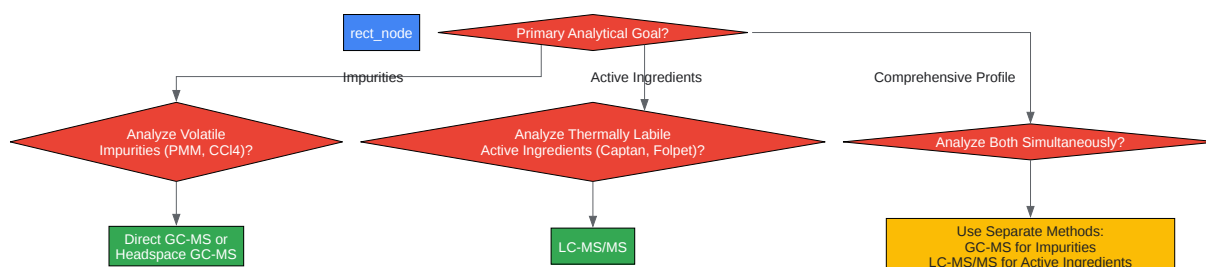 rect_node
Primary Analytical Goal?
Impurities
Active Ingredients
Comprehensive Profile
Analyze Volatile
Impurities (PMM, CCl4)?
Analyze Thermally Labile
Active Ingredients (Captan, Folpet)?
Analyze Both Simultaneously?
Direct GC-MS or
Headspace GC-MS
LC-MS/MS
Use Separate Methods:
GC-MS for Impurities
LC-MS/MS for Active Ingredients